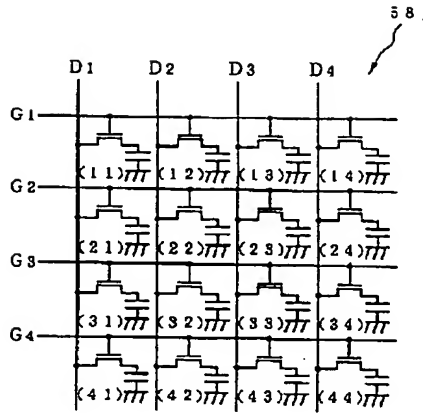 58
D1 D2 D3 D4
G1
(11) (12) (13) (14)
G2
(21) (22) (23) (24)
G3
(31) (32) (33) (34)
G4
(41) (42) (43) (44)